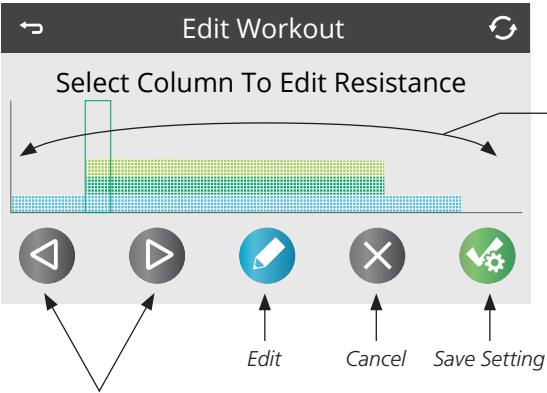 Edit Workout
Select Column To Edit Resistance
Edit
Cancel
Save Setting